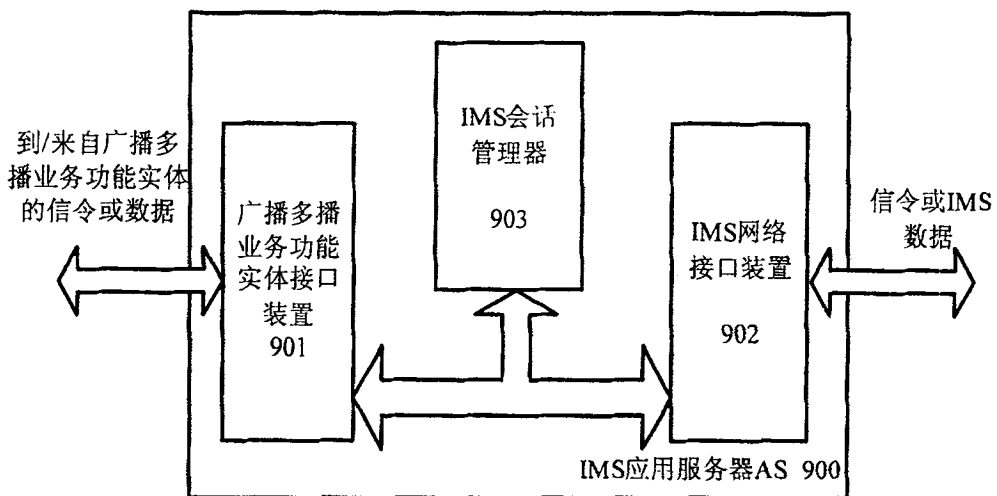 到/来自广播多
播业务功能实体
的信令或数据
广播多播
业务功能
实体接口
装置
901
IMS会话
管理器
903
IMS网络
接口装置
902
信令或IMS
数据
IMS应用服务器AS 900